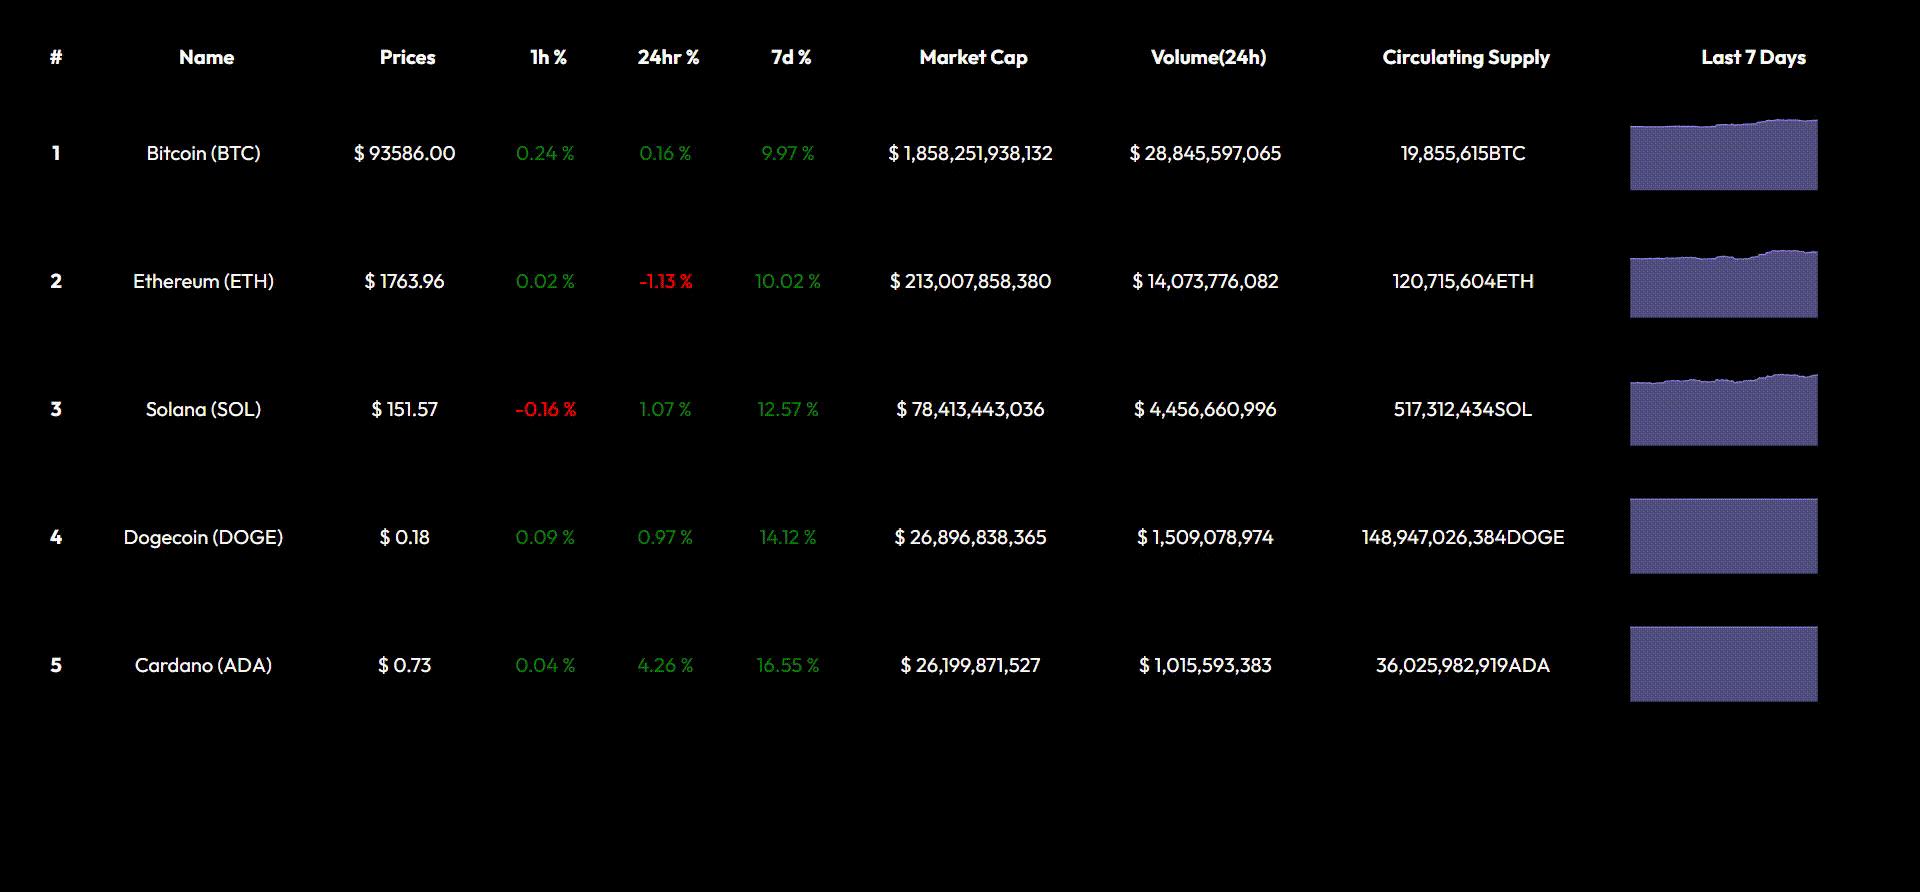 # Name Prices 1h % 24hr % 7d % Market Cap Volume(24h) Circulating Supply Last 7 Days
1 Bitcoin (BTC) $ 93586.00 0.24 % 0.16 % 9.97 % $ 1,858,251,938,132 $ 28,845,597,065 19,855,615BTC
2 Ethereum (ETH) $ 1763.96 0.02 % -1.13 % 10.02 % $ 213,007,858,380 $ 14,073,776,082 120,715,604ETH
3 Solana (SOL) $ 151.57 -0.16 % 1.07 % 12.57 % $ 78,413,443,036 $ 4,456,660,996 517,312,434SOL
4 Dogecoin (DOGE) $ 0.18 0.09 % 0.97 % 14.12 % $ 26,896,838,365 $ 1,509,078,974 148,947,026,384DOGE
5 Cardano (ADA) $ 0.73 0.04 % 4.26 % 16.55 % $ 26,199,871,527 $ 1,015,593,383 36,025,982,919ADA